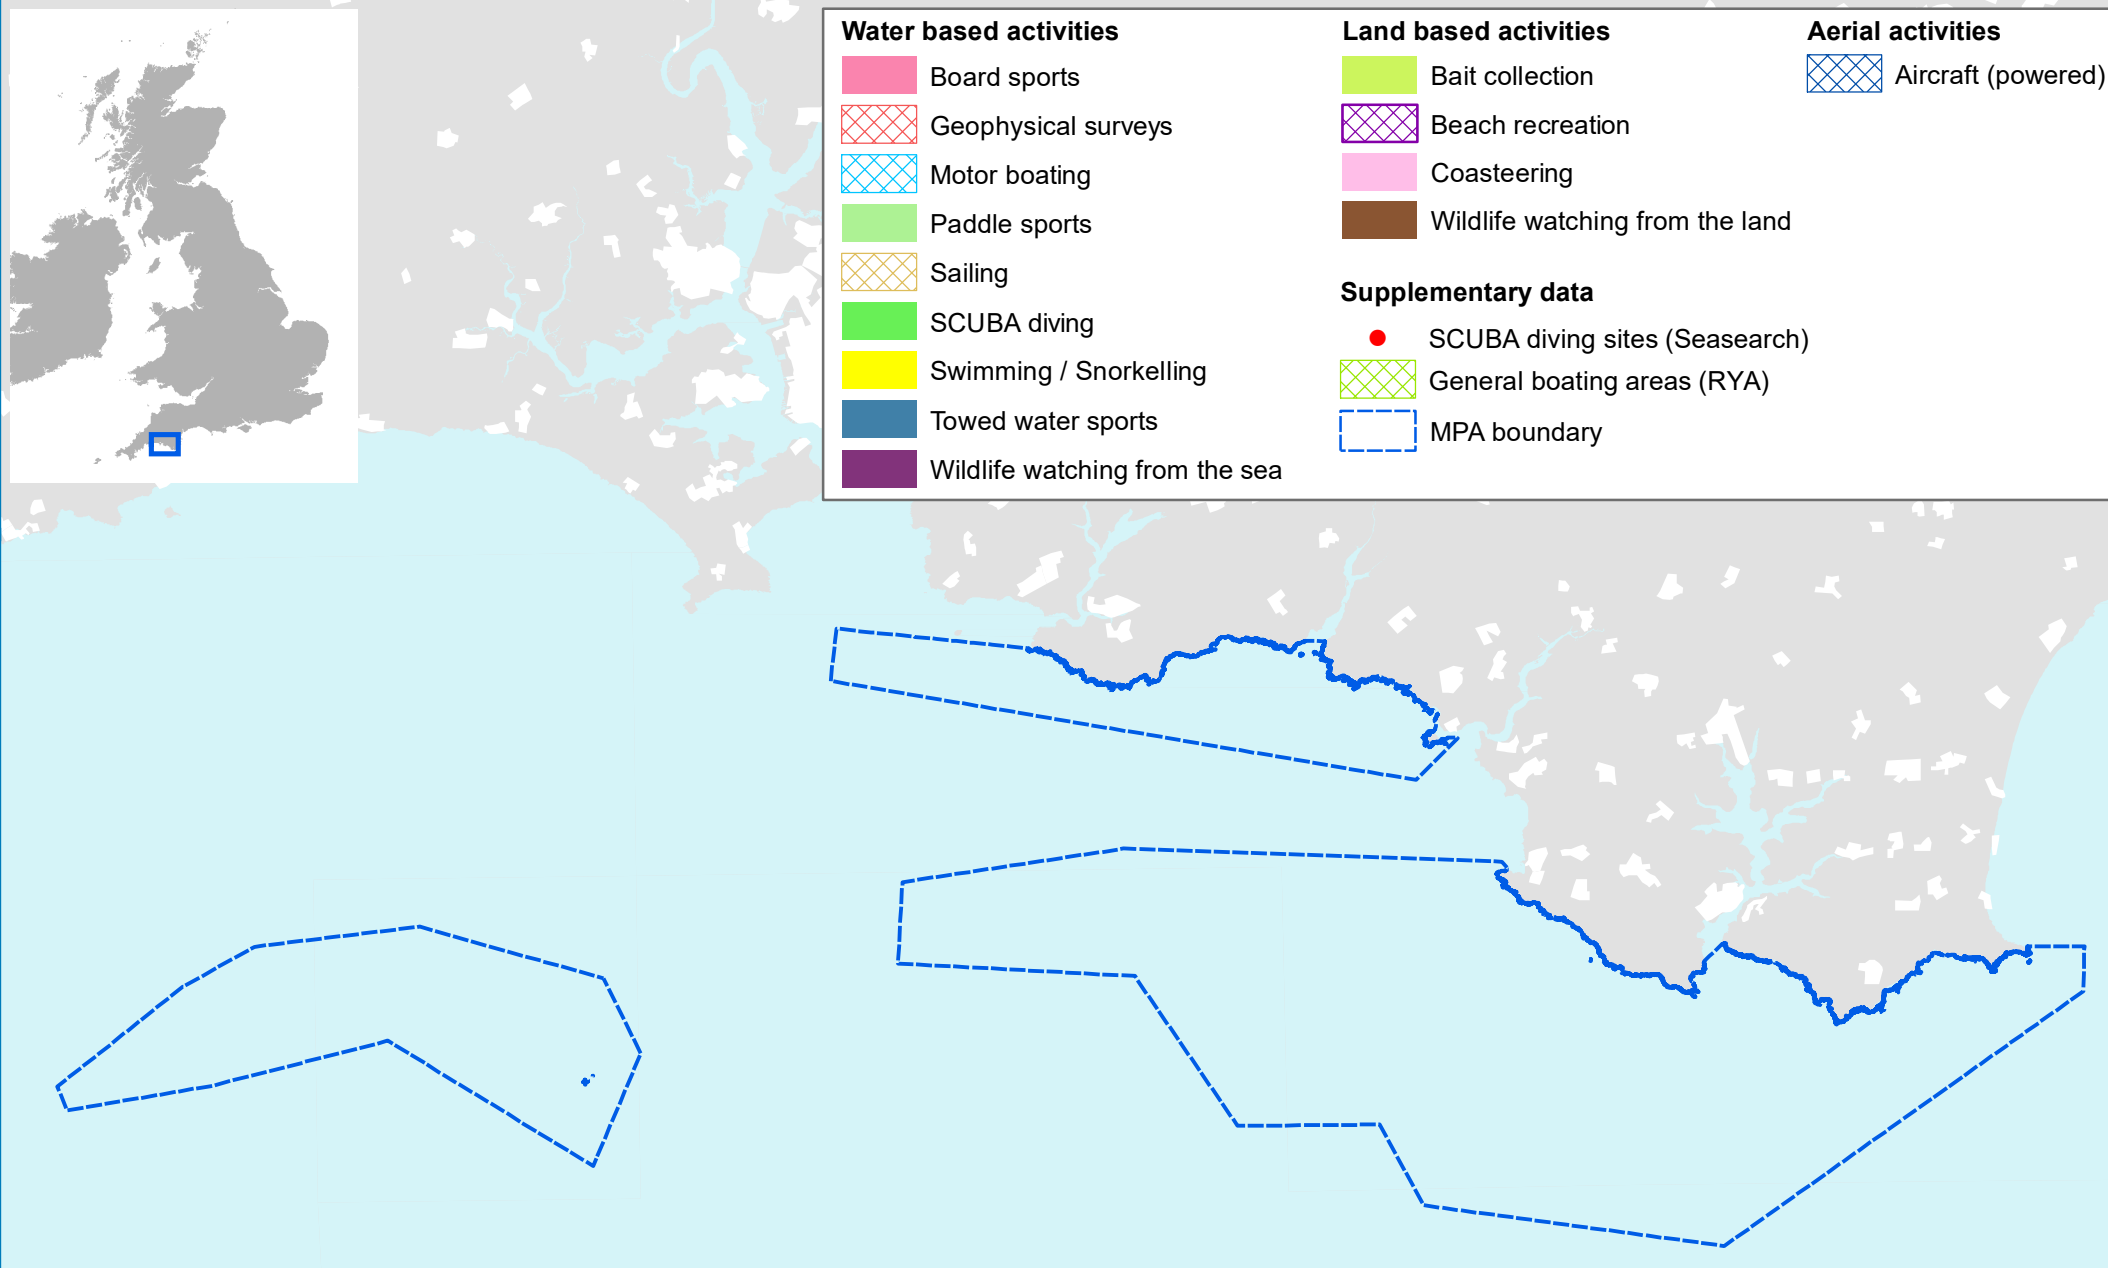 Water based activities
Board sports
Geophysical surveys
Motor boating
Paddle sports
Sailing
SCUBA diving
Swimming / Snorkelling
Towed water sports
Wildlife watching from the sea
Land based activities
Bait collection
Beach recreation
Coasteering
Wildlife watching from the land
Supplementary data
SCUBA diving sites (Seasearch)
General boating areas (RYA)
MPA boundary
Aerial activities
Aircraft (powered)